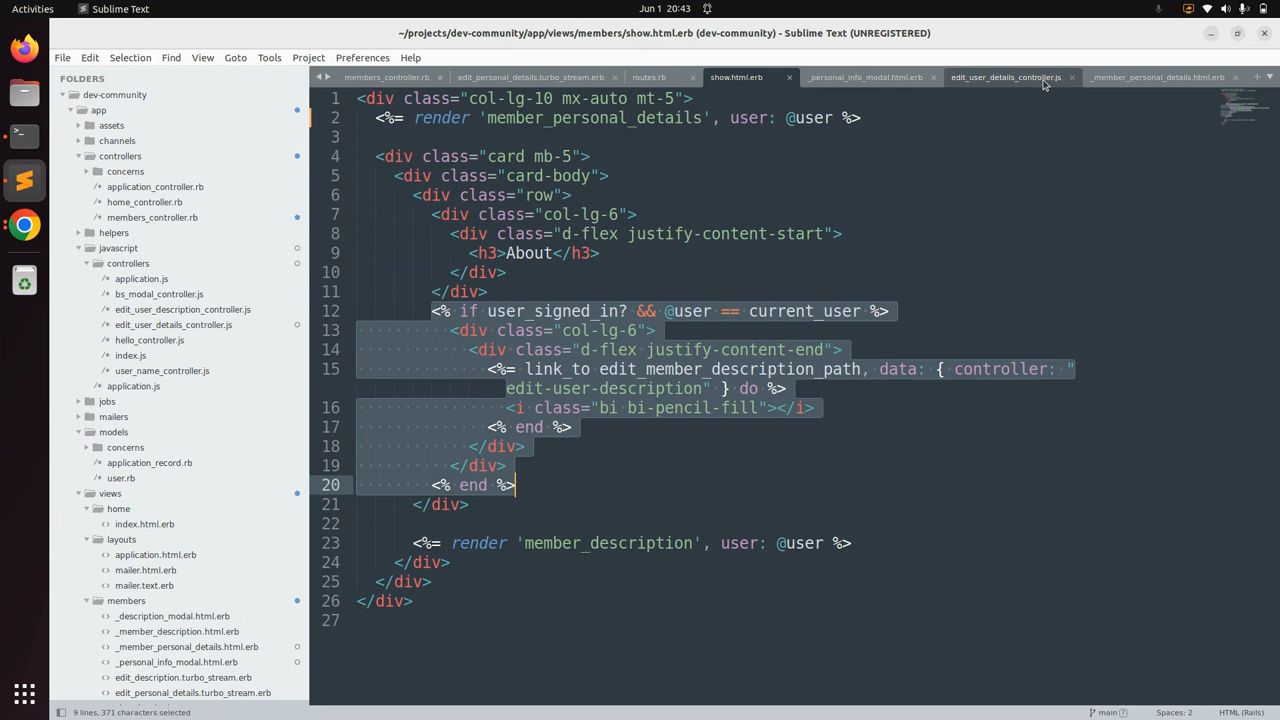 Activities
Sublime Text
Jun 1 20:43
~/projects/dev-community/app/views/members/show.html.erb (dev-community) - Sublime Text (UNREGISTERED)
File Edit Selection Find View Goto Tools Project Preferences Help
members_controller.rb
edit_personal_details.turbo_stream.erb
routes.rb
show.html.erb
_personal_info_modal.html.erb
edit_user_details_controller.js
_member_personal_details.html.erb
FOLDERS
dev-community
app
assets
channels
controllers
concerns
application_controller.rb
home_controller.rb
members_controller.rb
helpers
javascript
controllers
application.js
bs_modal_controller.js
edit_user_description_controller.js
edit_user_details_controller.js
hello_controller.js
index.js
user_name_controller.js
application.js
jobs
mailers
models
concerns
application_record.rb
user.rb
views
home
index.html.erb
layouts
application.html.erb
mailer.html.erb
mailer.text.erb
members
_description_modal.html.erb
_member_description.html.erb
_member_personal_details.html.erb
_personal_info_modal.html.erb
edit_description.turbo_stream.erb
edit_personal_details.turbo_stream.erb
1 <div class="col-lg-10 mx-auto mt-5">
2 <%= render 'member_personal_details', user: @user %>
3
4 <div class="card mb-5">
5 <div class="card-body">
6 <div class="row">
7 <div class="col-lg-6">
8 <div class="d-flex justify-content-start">
9 <h3>About</h3>
10 </div>
11 </div>
12 <% if user_signed_in? && @user == current_user %>
13 <div class="col-lg-6">
14 <div class="d-flex justify-content-end">
15 <%= link_to edit_member_description_path, data: { controller: "
edit-user-description" } do %>
16 <i class="bi bi-pencil-fill"></i>
17 <% end %>
18 </div>
19 </div>
20 <% end %>
21 </div>
22
23 <%= render 'member_description', user: @user %>
24 </div>
25 </div>
26 </div>
27
9 lines, 371 characters selected
main 7
Spaces: 2
HTML (Rails)